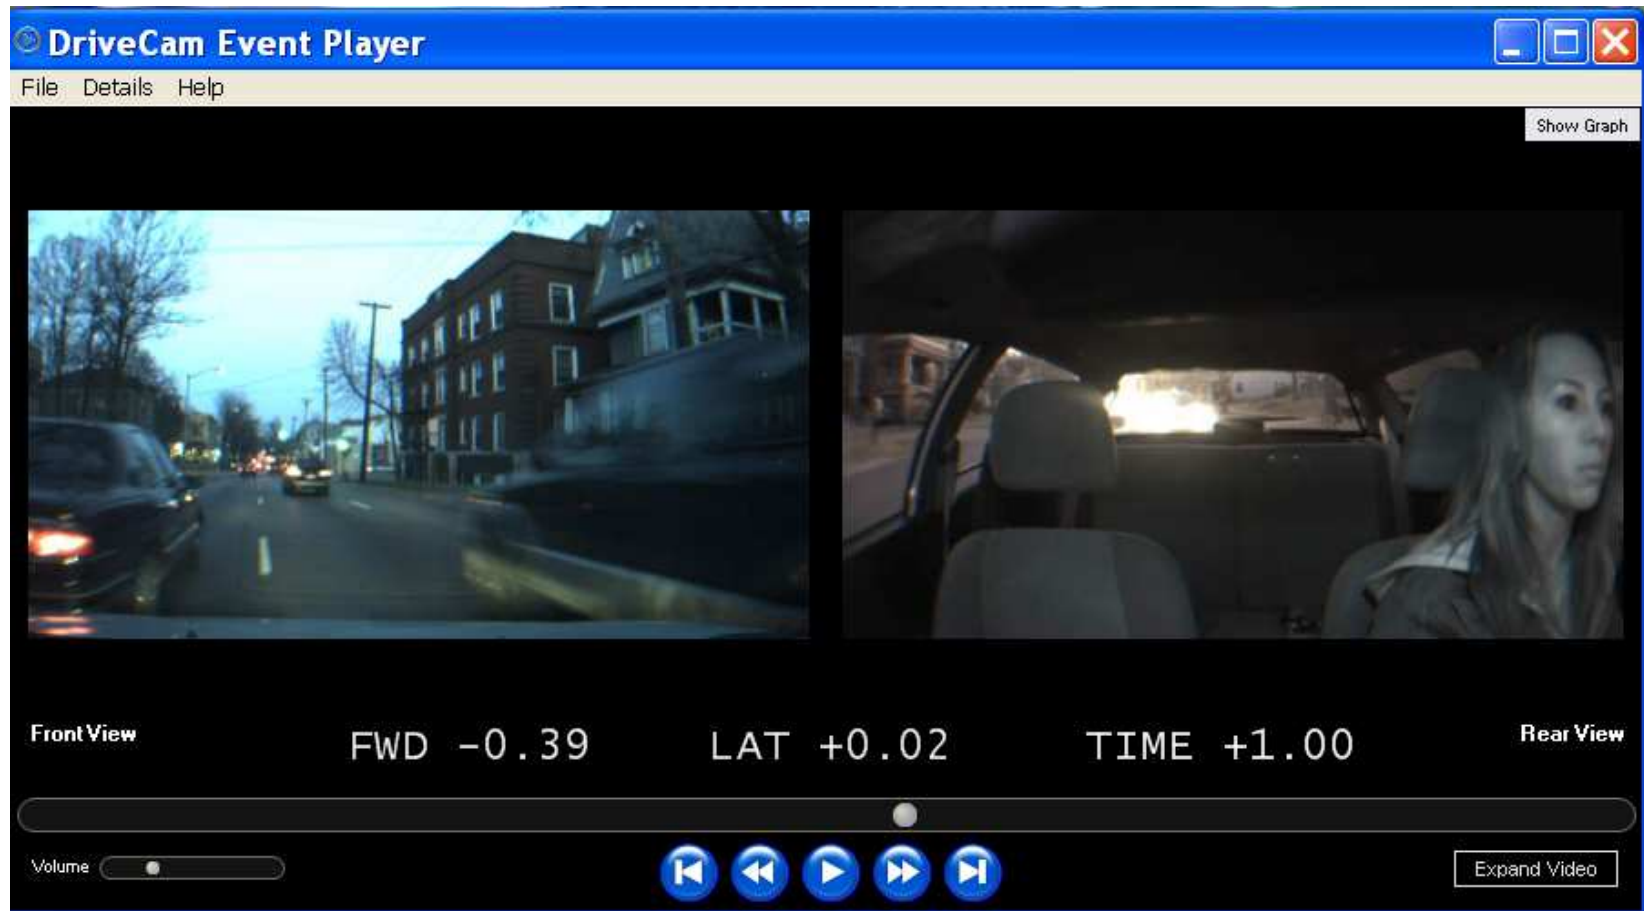 DriveCam Event Player
File Details Help
Show Graph
Front View
FWD -0.39 LAT +0.02 TIME +1.00
Rear View
Volume
Expand Video